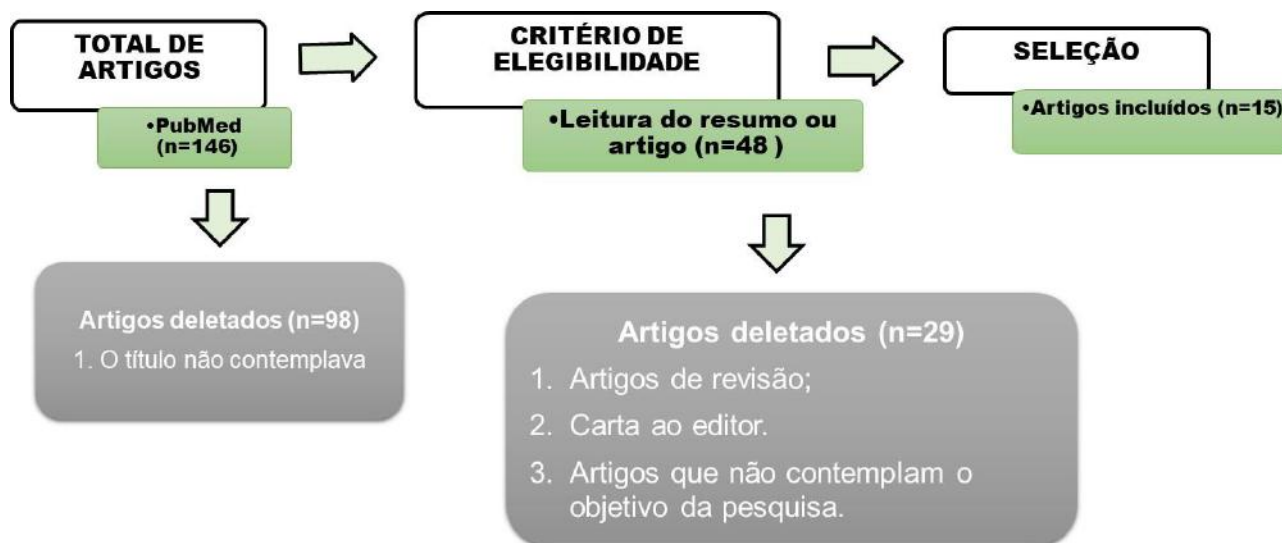 TOTAL DE
ARTIGOS
•PubMed
(n=146)
CRITÉRIO DE
ELEGIBILIDADE
•Leitura do resumo ou
artigo (n=48 )
SELEÇÃO
•Artigos incluídos (n=15)
Artigos deletados (n=98)
1. O título não contemplava
Artigos deletados (n=29)
1. Artigos de revisão;
2. Carta ao editor.
3. Artigos que não contemplam o
objetivo da pesquisa.